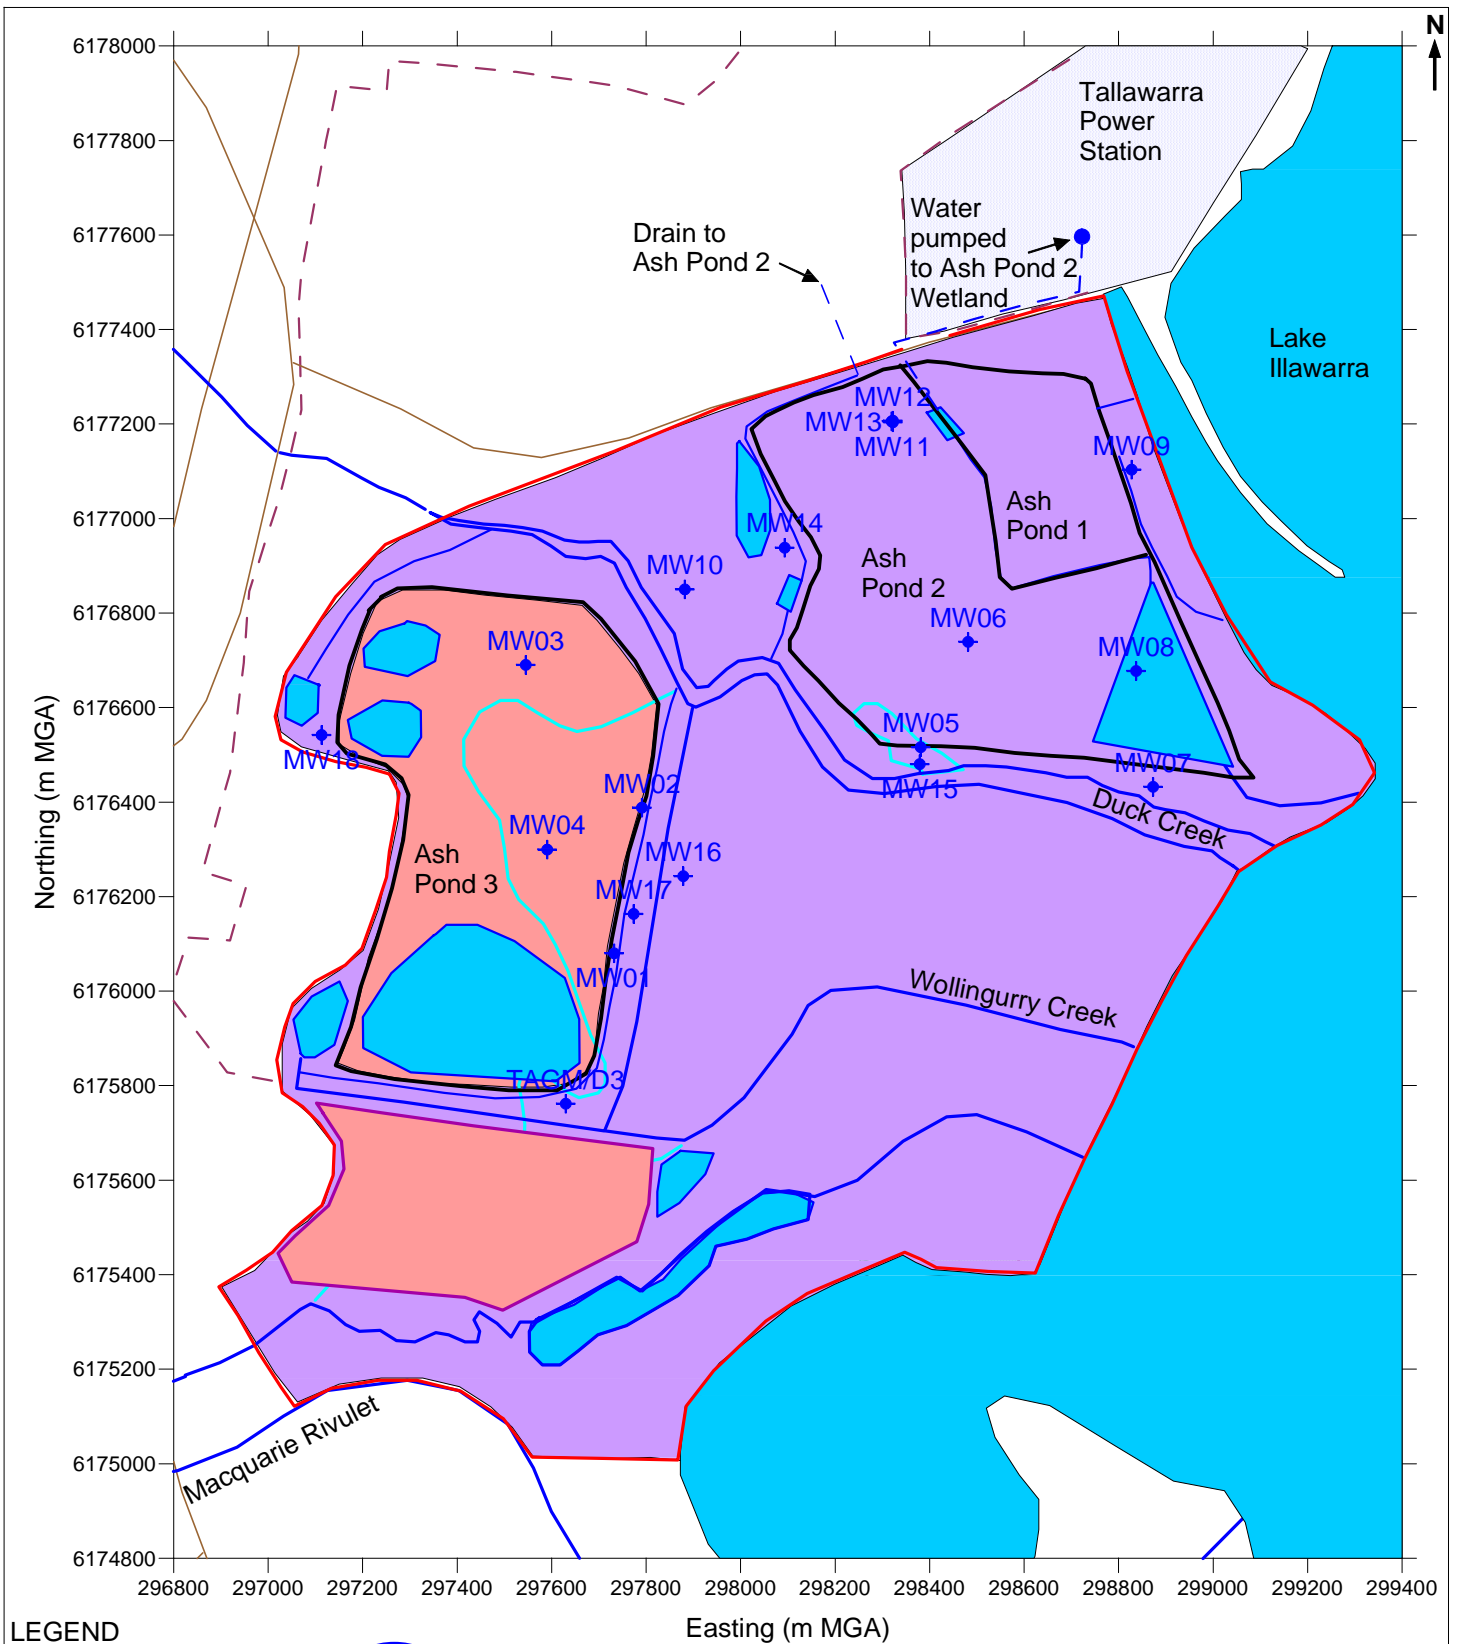 N
6178000
6177800
6177600
6177400
6177200
6177000
6176800
6176600
6176400
6176200
6176000
6175800
6175600
6175400
6175200
6175000
6174800
Northing (m MGA)
Tallawarra
Power
Station
Water
pumped
to Ash Pond 2
Wetland
Drain to
Ash Pond 2
Lake
Illawarra
MW12
MW13
MW11
MW09
Ash
Pond 1
MW14
Ash
Pond 2
MW10
MW06
MW03
MW08
MW05
MW18
MW07
MW15
MW02
Duck Creek
MW04
MW16
Ash
Pond 3
MW17
MW01
Wollingurry Creek
TAGM/D3
Macquarie Rivulet
296800
297000
297200
297400
297600
297800
298000
298200
298400
298600
298800
299000
299200
299400
Easting (m MGA)
LEGEND